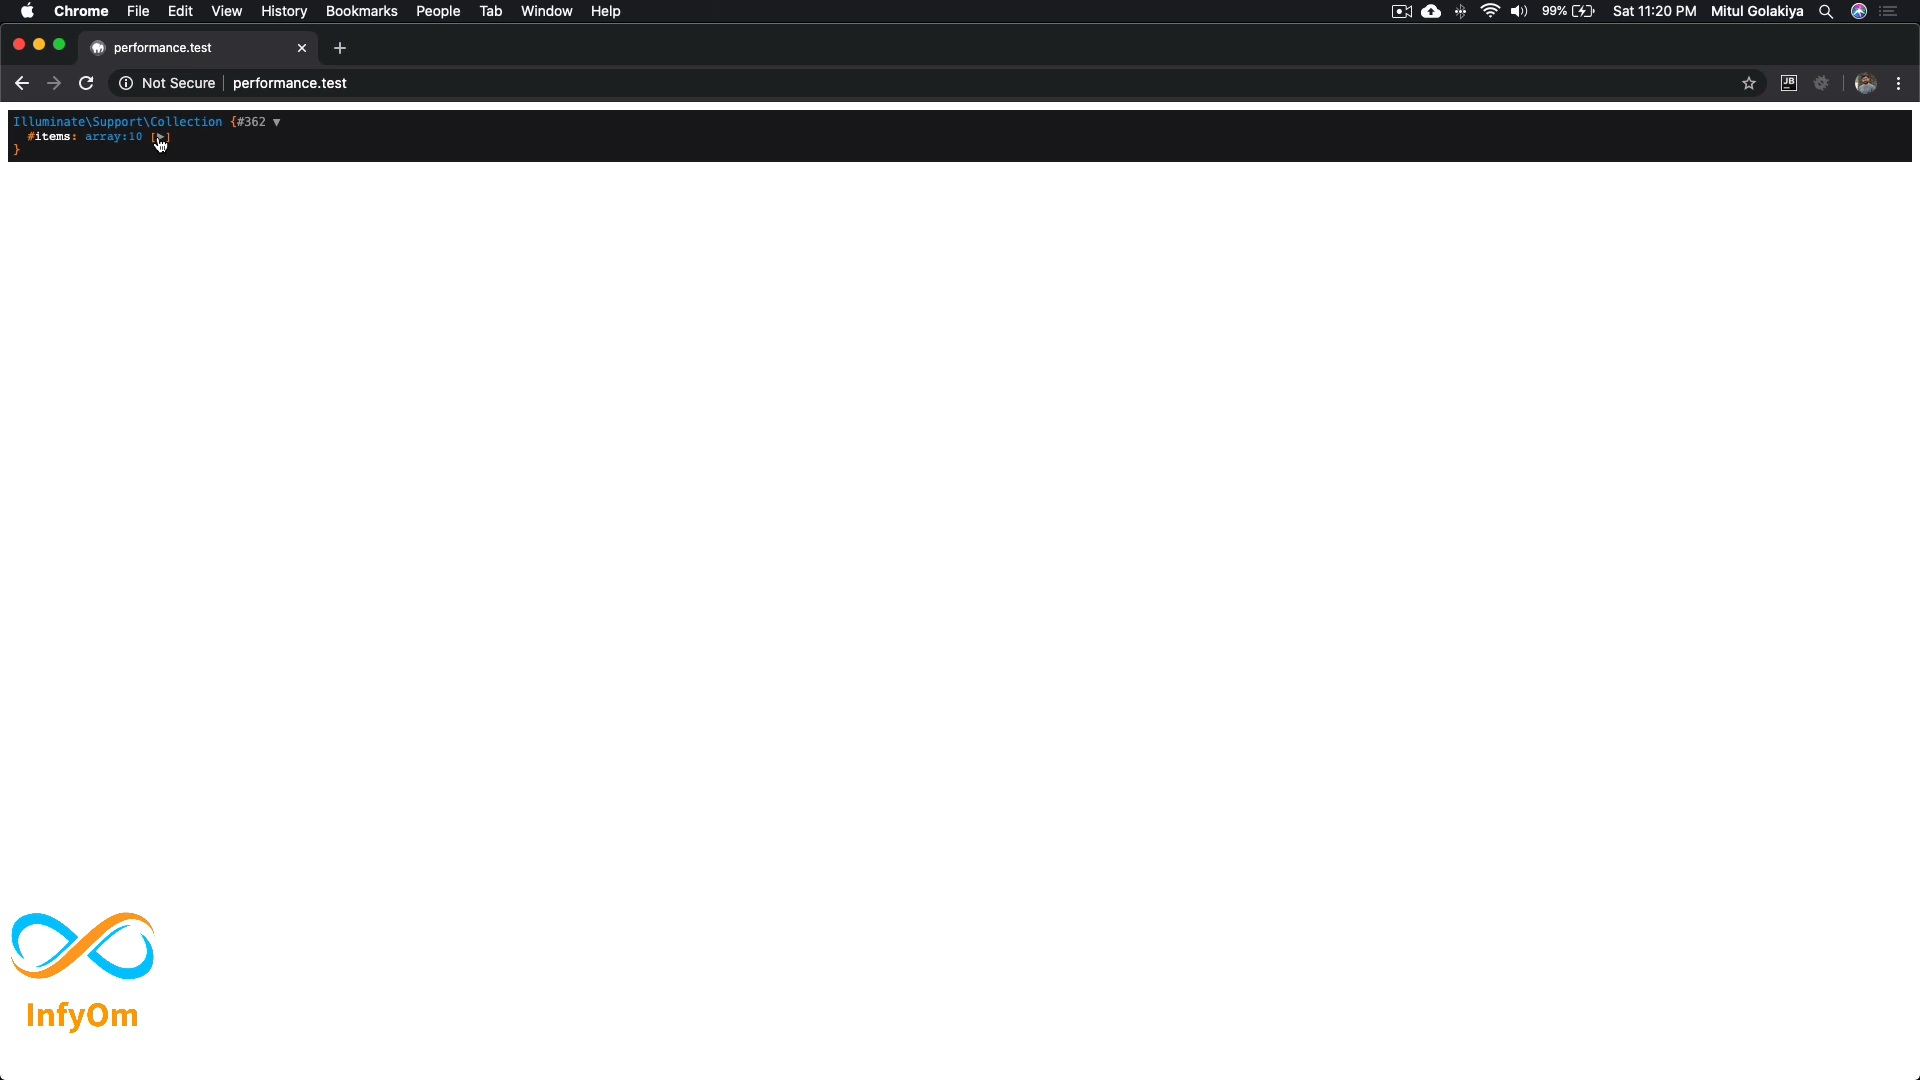 Chrome File Edit View History Bookmarks People Tab Window Help 99% Sat 11:20 PM Mitul Golakiya
performance.test
Not Secure performance.test JB
Illuminate\Support\Collection {#362 ▼
#items: array:10 [▶]
}
InfyOm